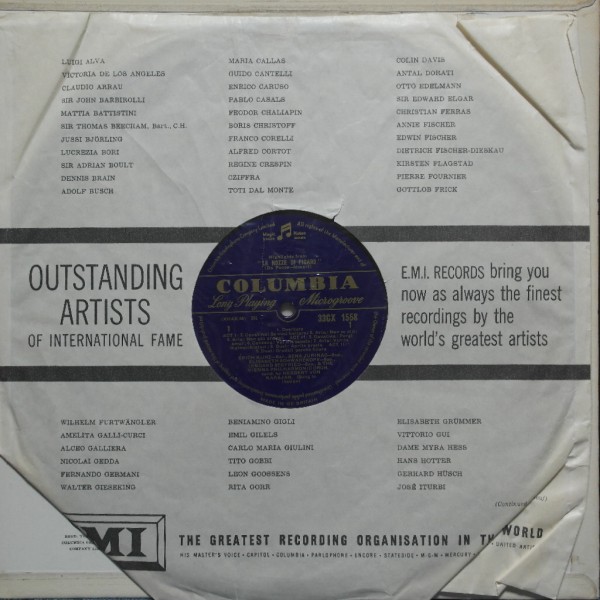 LUIGI ALVA
VICTORIA DE LOS ANGELES
CLAUDIO ARRAU
SIR JOHN BARBIROLLI
MATTIA BATTISTINI
SIR THOMAS BEECHAM, Bart., C.H.
JUSSI BJÖRLING
LUCREZIA BORI
SIR ADRIAN BOULT
DENNIS BRAIN
ADOLF BUSCH
MARIA CALLAS
GUIDO CANTELLI
ENRICO CARUSO
PABLO CASALS
FEODOR CHALIAPIN
BORIS CHRISTOFF
FRANCO CORELLI
ALFRED CORTOT
REGINE CRESPIN
CZIFFRA
TOTI DAL MONTE
COLIN DAVIS
ANTAL DORATI
OTTO EDELMANN
SIR EDWARD ELGAR
CHRISTIAN FERRAS
ANNIE FISCHER
EDWIN FISCHER
DIETRICH FISCHER-DIESKAU
KIRSTEN FLAGSTAD
PIERRE FOURNIER
GOTTLOB FRICK
OUTSTANDING
ARTISTS
OF INTERNATIONAL FAME
COLUMBIA
Long Playing Microgroove
33CX 1558
E.M.I. RECORDS bring you
now as always the finest
recordings by the
world's greatest artists
WILHELM FURTWÄNGLER
AMELITA GALLI-CURCI
ALCEO GALLIERA
NICOLAI GEDDA
FERNANDO GERMANI
WALTER GIESEKING
BENIAMINO GIGLI
EMIL GILELS
CARLO MARIA GIULINI
TITO GOBBI
LEON GOOSSENS
RITA GORR
ELISABETH GRÜMMER
VITTORIO GUI
DAME MYRA HESS
HANS HOTTER
GERHARD HÜSCH
JOSÉ ITURBI
MI
THE GREATEST RECORDING ORGANISATION IN TH WORLD
HIS MASTER'S VOICE · CAPITOL · COLUMBIA · PARLOPHONE · ENCORE · STATESIDE · M-G-M · MERCURY